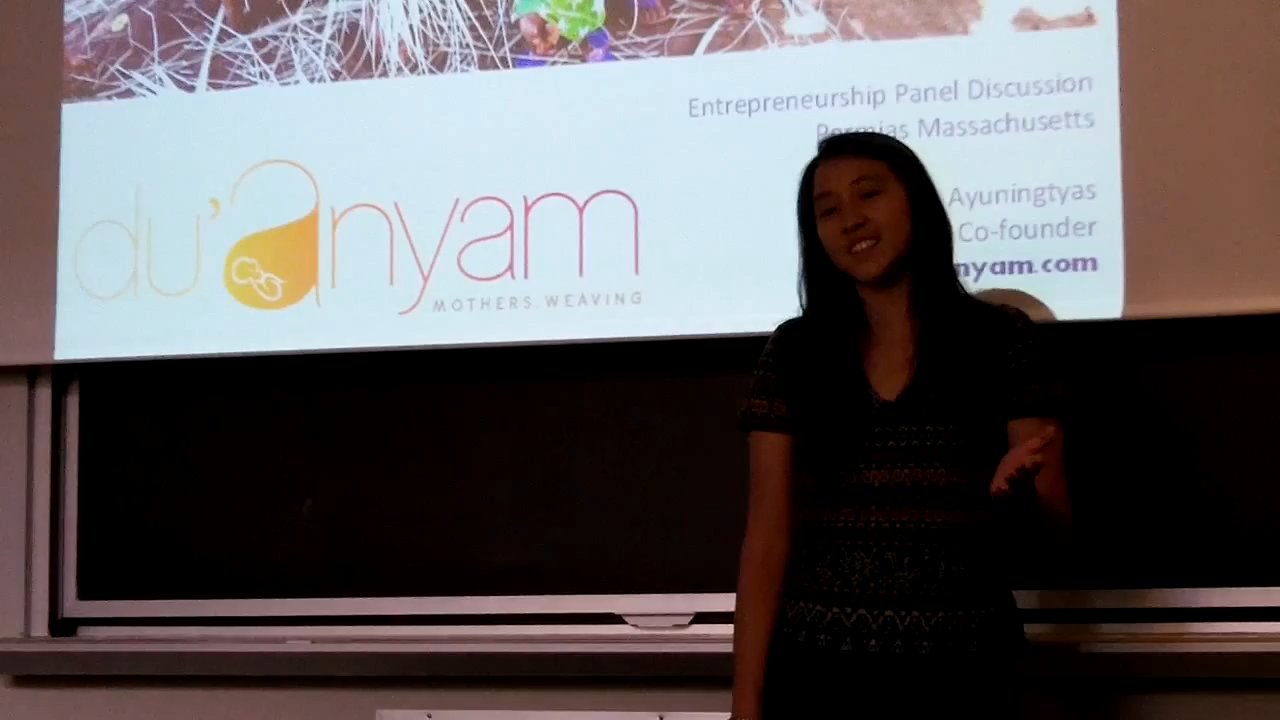 Entrepreneurship Panel Discussion
Permias Massachusetts
Ayuningtyas
Co-founder
nyam.com
du'anyam
MOTHERS.WEAVING